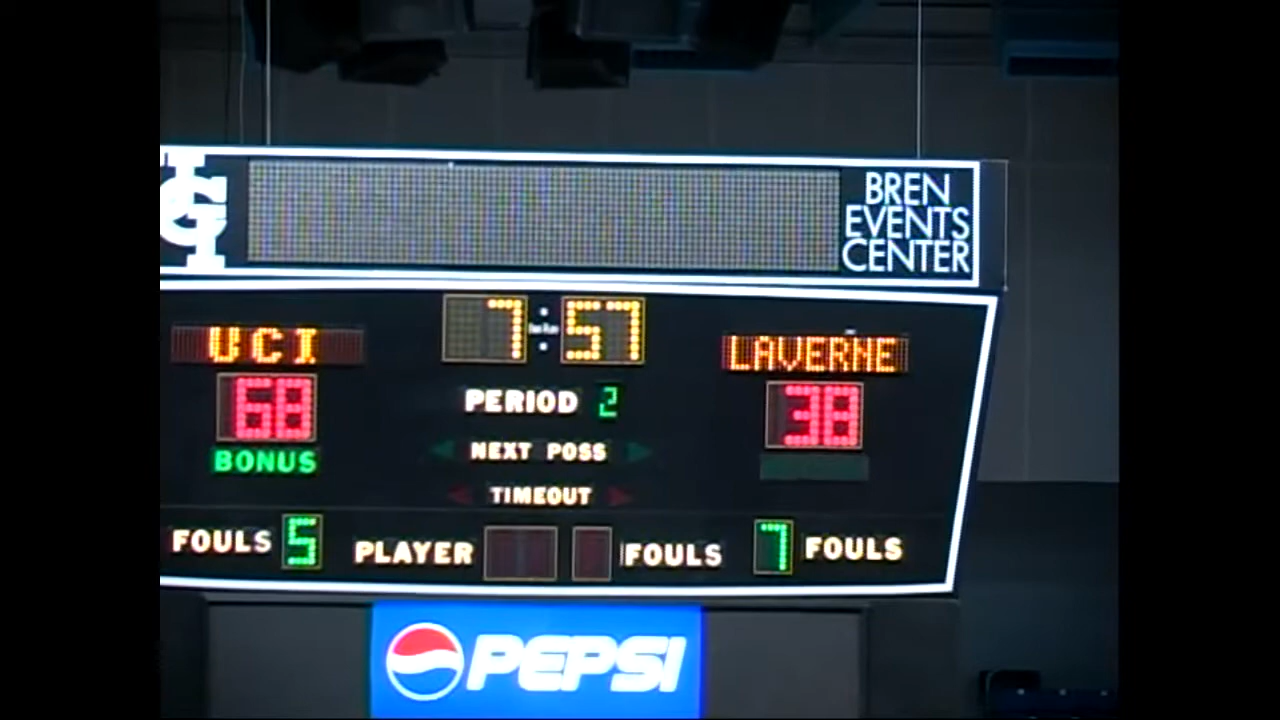 UCI
BREN
EVENTS
CENTER
7:57
UCI
LAVERNE
68
PERIOD 2
38
BONUS
NEXT POSS
TIMEOUT
FOULS 5
PLAYER
FOULS
7 FOULS
PEPSI